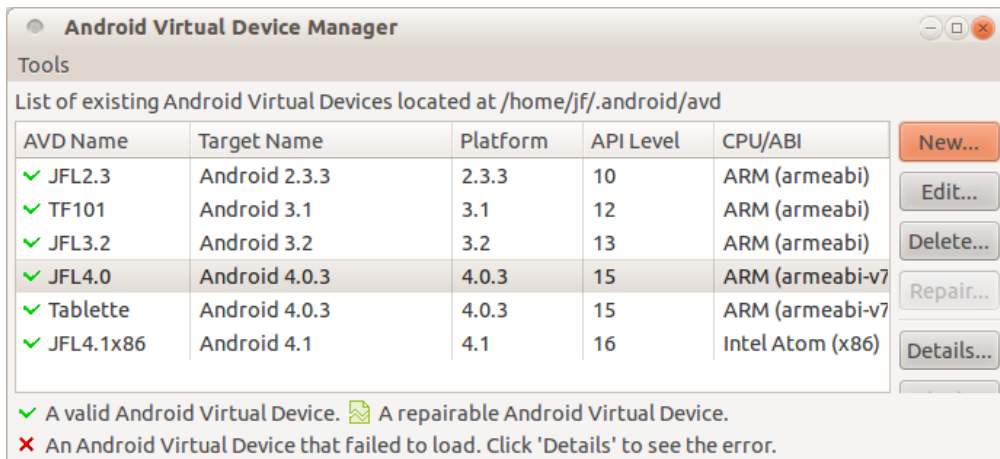 Android Virtual Device Manager
Tools
List of existing Android Virtual Devices located at /home/jf/.android/avd
AVD Name Target Name Platform API Level CPU/ABI New...
JFL2.3 Android 2.3.3 2.3.3 10 ARM (armeabi)
Edit...
TF101 Android 3.1 3.1 12 ARM (armeabi)
JFL3.2 Android 3.2 3.2 13 ARM (armeabi) Delete...
JFL4.0 Android 4.0.3 4.0.3 15 ARM (armeabi-v7
Repair...
Tablette Android 4.0.3 4.0.3 15 ARM (armeabi-v7
JFL4.1x86 Android 4.1 4.1 16 Intel Atom (x86) Details...
A valid Android Virtual Device. A repairable Android Virtual Device.
An Android Virtual Device that failed to load. Click 'Details' to see the error.